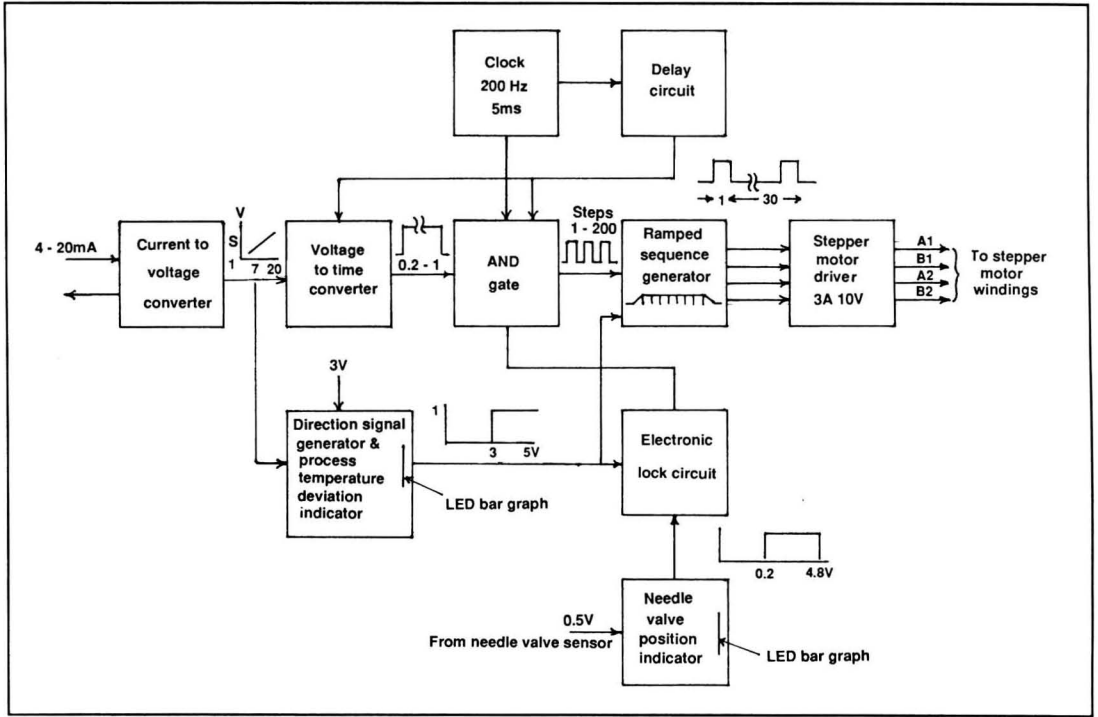 Clock
200 Hz
5ms
Delay
circuit
1
30
4 - 20mA
Current to
voltage
converter
V
S
1
7 20
Voltage
to time
converter
0.2 - 1
AND
gate
Steps
1 - 200
Ramped
sequence
generator
Stepper
motor
driver
3A 10V
A1
B1
A2
B2
To stepper
motor
windings
3V
Direction signal
generator &
process
temperature
deviation
indicator
LED bar graph
1
3
5V
Electronic
lock circuit
0.2
4.8V
0.5V
From needle valve sensor
Needle
valve
position
indicator
LED bar graph